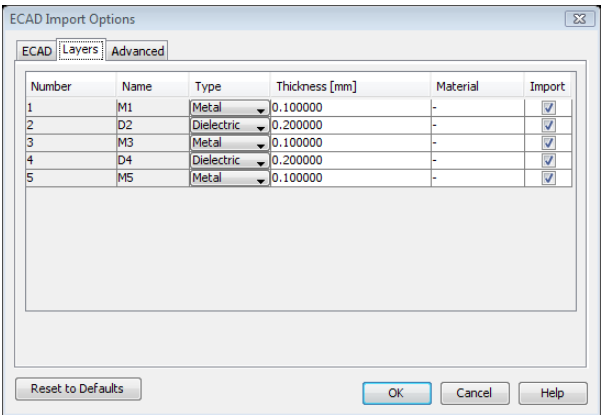 ECAD Import Options
ECAD Layers Advanced
Number Name Type Thickness [mm] Material Import
1 M1 Metal 0.100000 -
2 D2 Dielectric 0.200000 -
3 M3 Metal 0.100000 -
4 D4 Dielectric 0.200000 -
5 M5 Metal 0.100000 -
Reset to Defaults OK Cancel Help